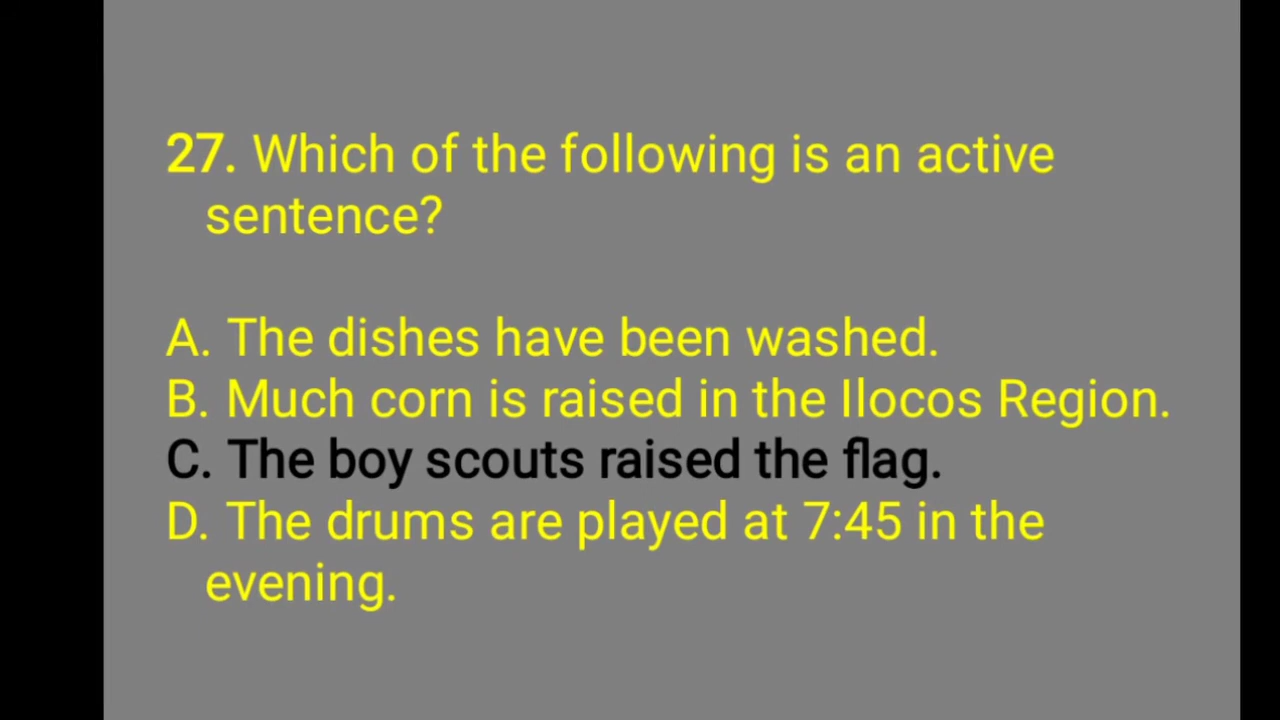 27. Which of the following is an active
sentence?
A. The dishes have been washed.
B. Much corn is raised in the Ilocos Region.
C. The boy scouts raised the flag.
D. The drums are played at 7:45 in the
evening.